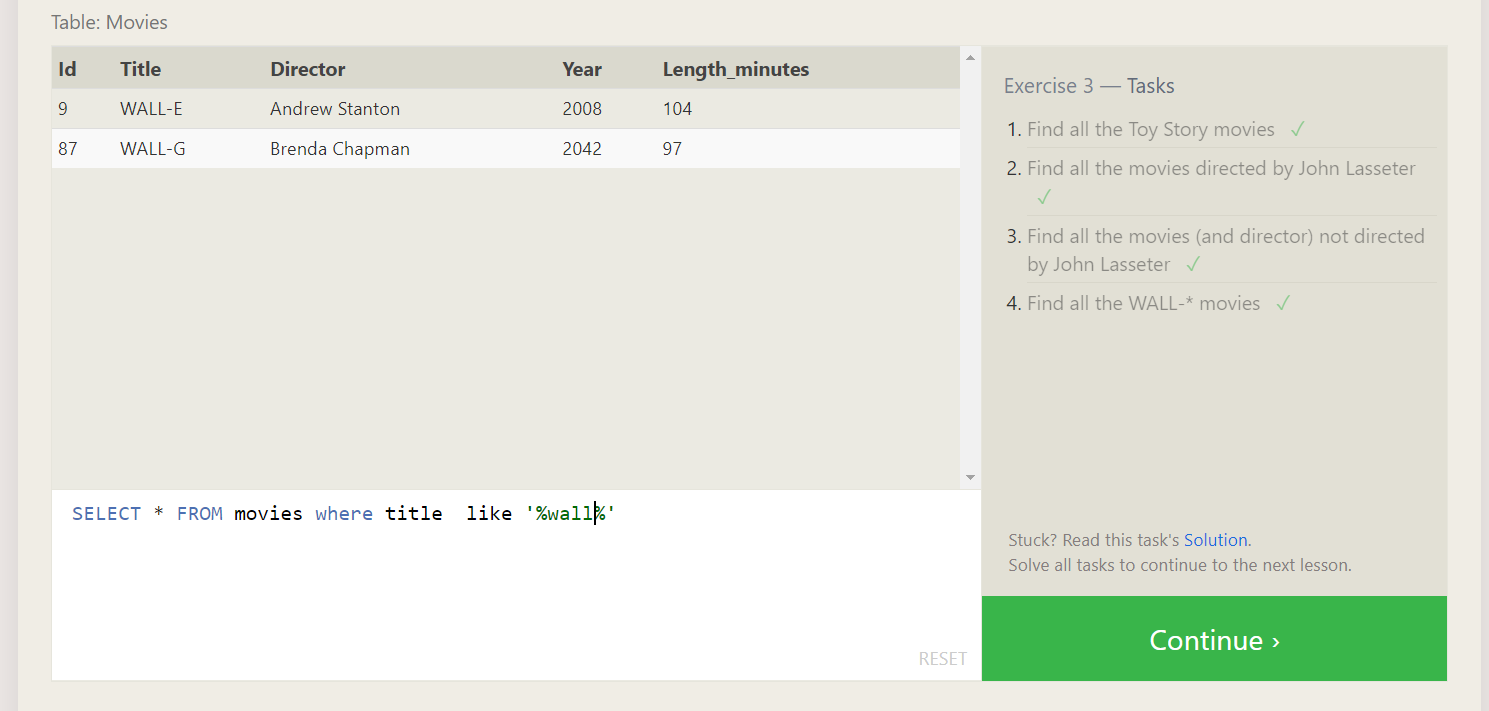 Table: Movies
Id Title Director Year Length_minutes
9 WALL-E Andrew Stanton 2008 104
87 WALL-G Brenda Chapman 2042 97
SELECT * FROM movies where title  like '%wall%'
RESET
Exercise 3 — Tasks
1. Find all the Toy Story movies ✓
2. Find all the movies directed by John Lasseter
✓
3. Find all the movies (and director) not directed
by John Lasseter ✓
4. Find all the WALL-* movies ✓
Stuck? Read this task's Solution.
Solve all tasks to continue to the next lesson.
Continue ›